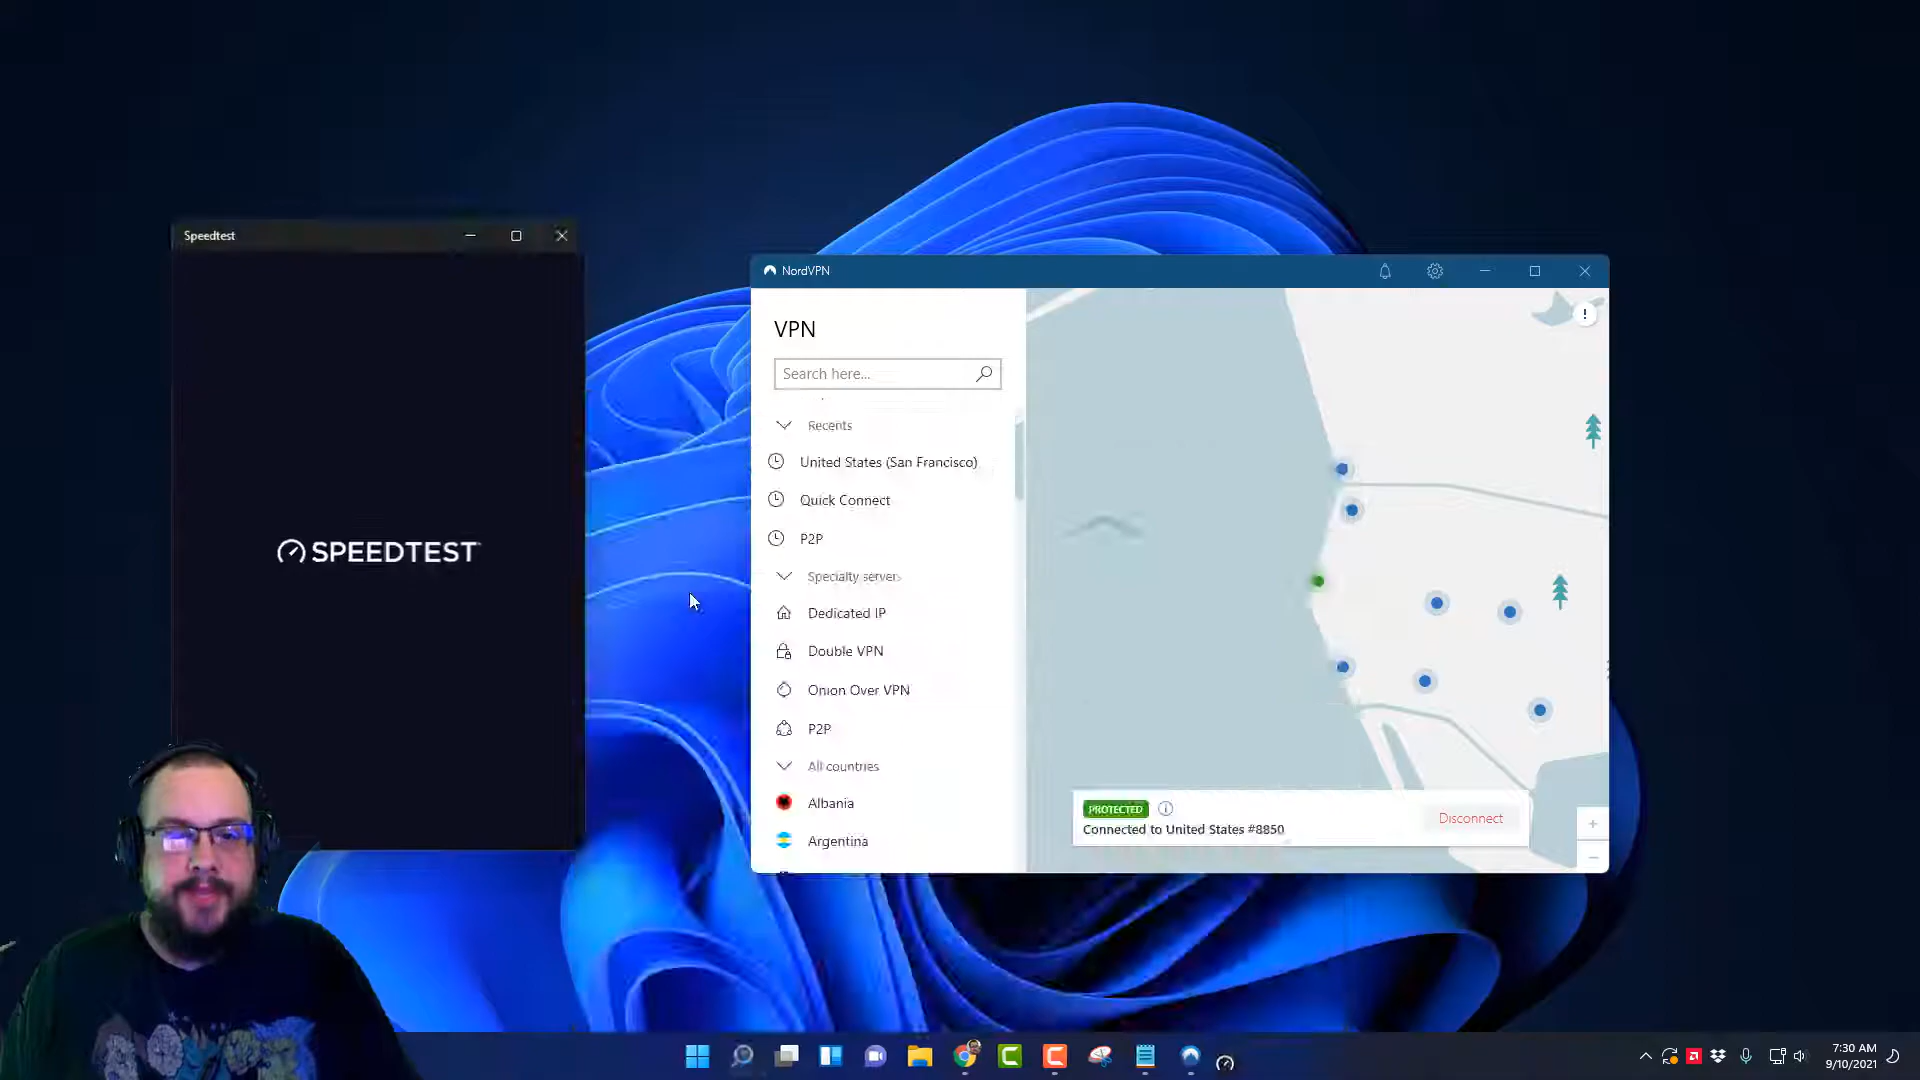 Speedtest
SPEEDTEST
NordVPN
VPN
Search here...
Recents
United States (San Francisco)
Quick Connect
P2P
Specialty servers
Dedicated IP
Double VPN
Onion Over VPN
P2P
All countries
Albania
Argentina
!
PROTECTED
Connected to United States #8850
Disconnect
7:30 AM
9/10/2021